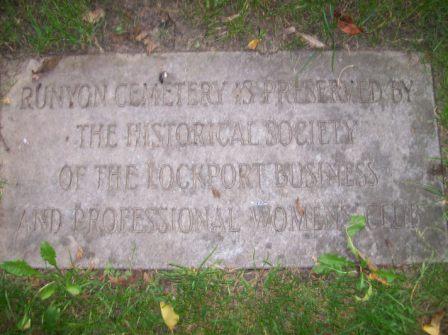 RUNYON CEMETERY IS PRESERVED BY
THE HISTORICAL SOCIETY
OF THE LOCKPORT BUSINESS
AND PROFESSIONAL WOMENS CLUB